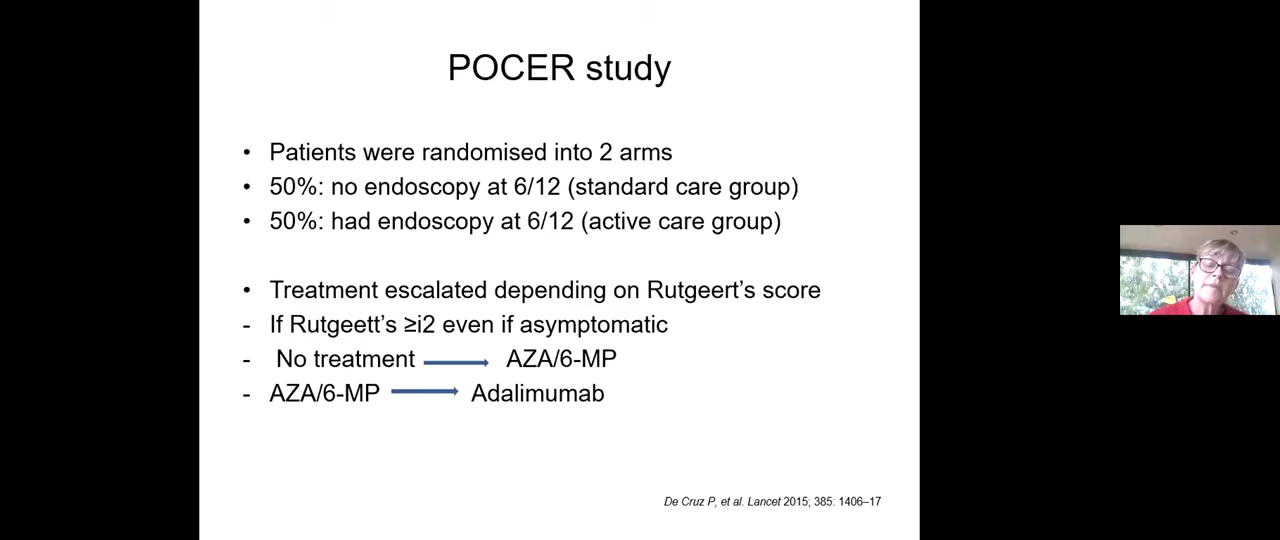 POCER study
• Patients were randomised into 2 arms
• 50%: no endoscopy at 6/12 (standard care group)
• 50%: had endoscopy at 6/12 (active care group)
• Treatment escalated depending on Rutgeert’s score
- If Rutgeett’s ≥i2 even if asymptomatic
- No treatment → AZA/6-MP
- AZA/6-MP → Adalimumab
De Cruz P, et al. Lancet 2015; 385: 1406–17